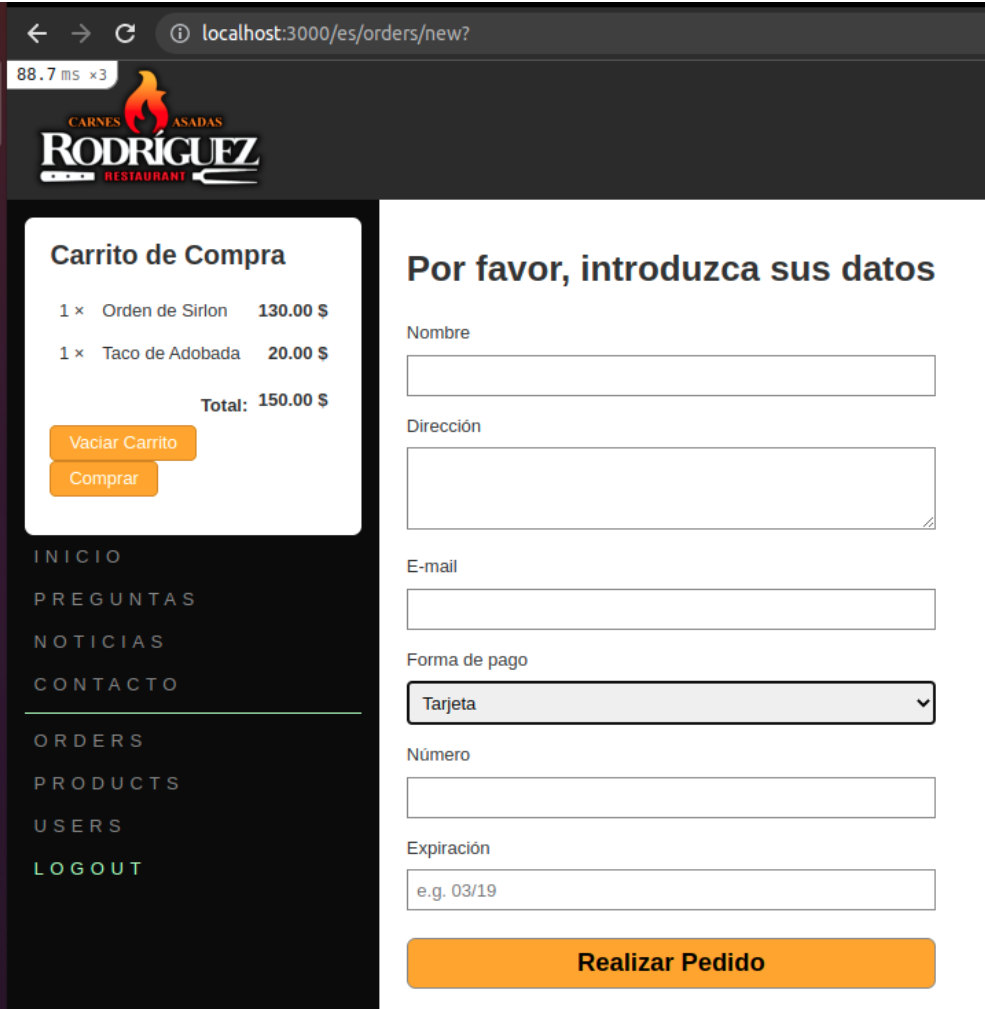 localhost:3000/es/orders/new?
88.7 ms ×3
CARNES ASADAS
RODRÍGUEZ
RESTAURANT
Carrito de Compra
1 × Orden de Sirlon 130.00 $
1 × Taco de Adobada 20.00 $
Total: 150.00 $
Vaciar Carrito
Comprar
INICIO
PREGUNTAS
NOTICIAS
CONTACTO
ORDERS
PRODUCTS
USERS
LOGOUT
Por favor, introduzca sus datos
Nombre
Dirección
E-mail
Forma de pago
Tarjeta
Número
Expiración
e.g. 03/19
Realizar Pedido